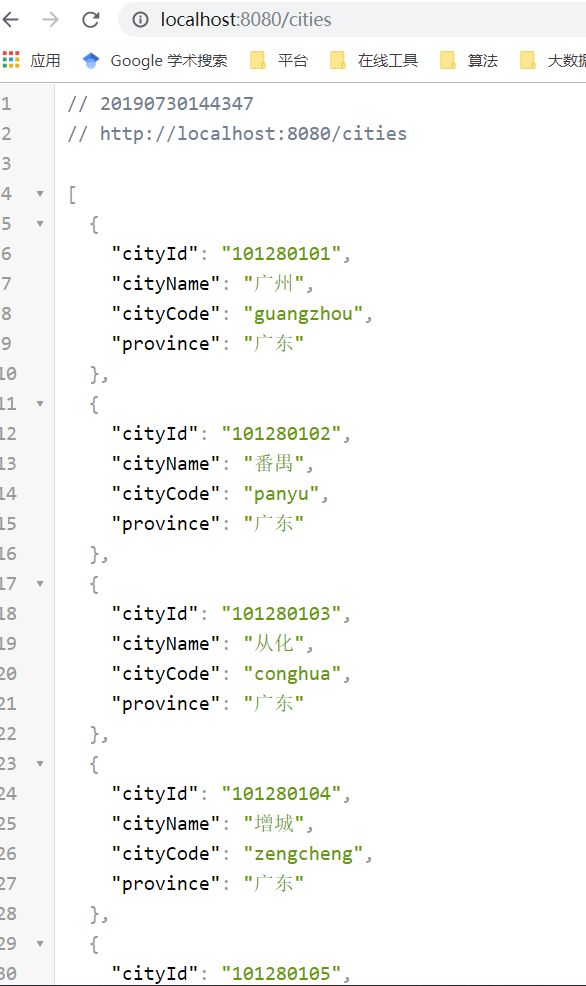 localhost:8080/cities
应用 Google 学术搜索 平台 在线工具 算法 大数据
1 // 20190730144347
2 // http://localhost:8080/cities
3
4 [
5 {
6 "cityId": "101280101",
7 "cityName": "广州",
8 "cityCode": "guangzhou",
9 "province": "广东"
10 },
11 {
12 "cityId": "101280102",
13 "cityName": "番禺",
14 "cityCode": "panyu",
15 "province": "广东"
16 },
17 {
18 "cityId": "101280103",
19 "cityName": "从化",
20 "cityCode": "conghua",
21 "province": "广东"
22 },
23 {
24 "cityId": "101280104",
25 "cityName": "增城",
26 "cityCode": "zengcheng",
27 "province": "广东"
28 },
29 {
30 "cityId": "101280105",